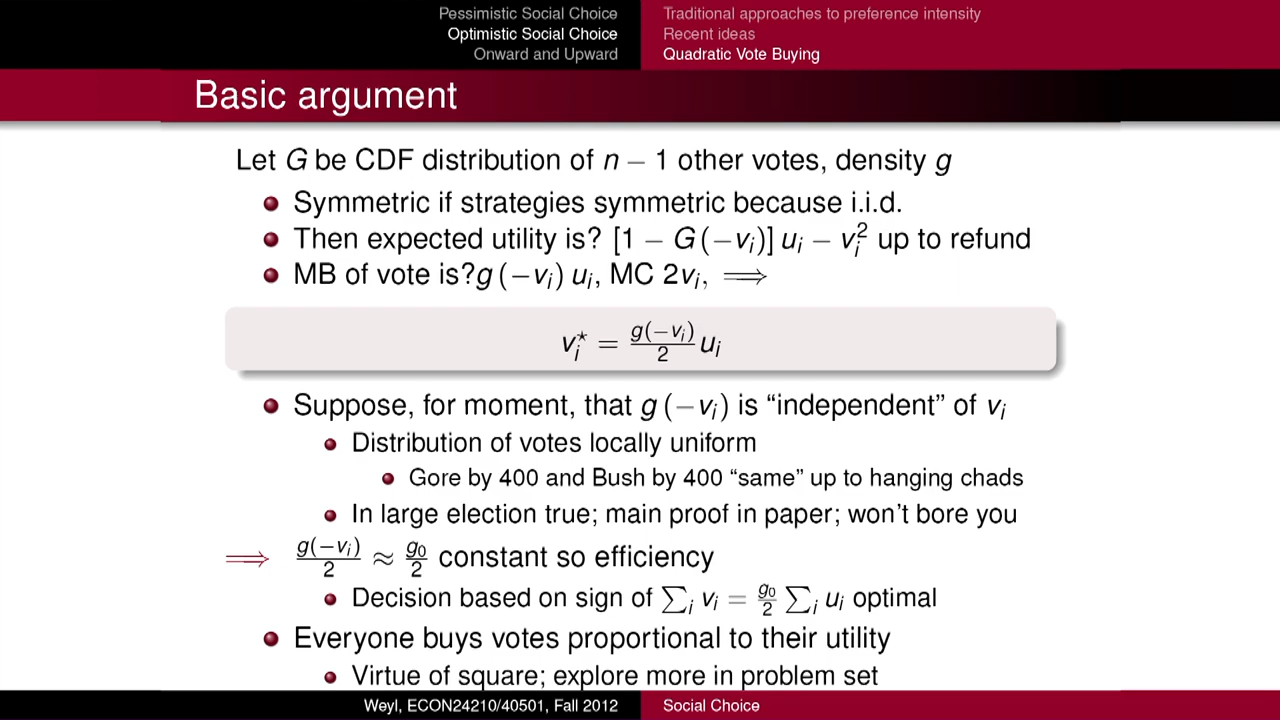 Pessimistic Social Choice
Optimistic Social Choice
Onward and Upward
Traditional approaches to preference intensity
Recent ideas
Quadratic Vote Buying
Basic argument
Let G be CDF distribution of n − 1 other votes, density g
Symmetric if strategies symmetric because i.i.d.
Then expected utility is? [1 − G (−v_i)] u_i − v_i^2 up to refund
MB of vote is?g (−v_i) u_i, MC 2v_i, ⟹
v_i^⋆ = \frac{g(−v_i)}{2} u_i
Suppose, for moment, that g (−v_i) is “independent” of v_i
Distribution of votes locally uniform
Gore by 400 and Bush by 400 “same” up to hanging chads
In large election true; main proof in paper; won’t bore you
⟹ \frac{g(−v_i)}{2} ≈ \frac{g_0}{2} constant so efficiency
Decision based on sign of ∑_i v_i = \frac{g_0}{2} ∑_i u_i optimal
Everyone buys votes proportional to their utility
Virtue of square; explore more in problem set
Weyl, ECON24210/40501, Fall 2012
Social Choice